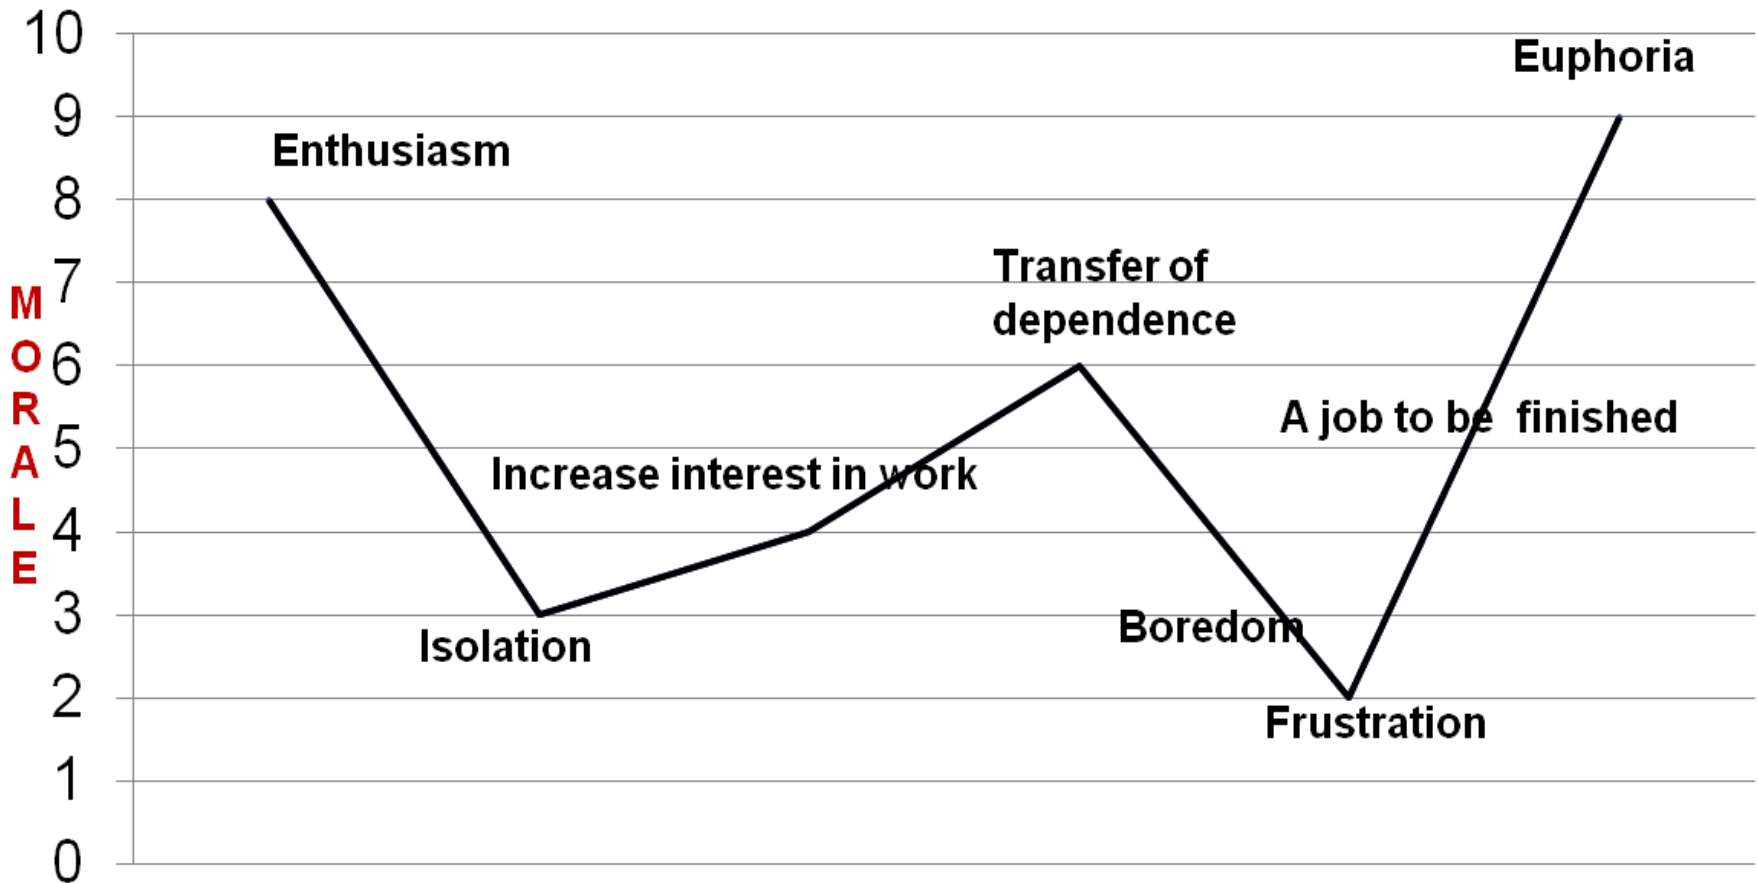 10
9
8
7
6
5
4
3
2
1
0
MORALE
Enthusiasm
Isolation
Increase interest in work
Transfer of
dependence
Boredom
Frustration
A job to be finished
Euphoria